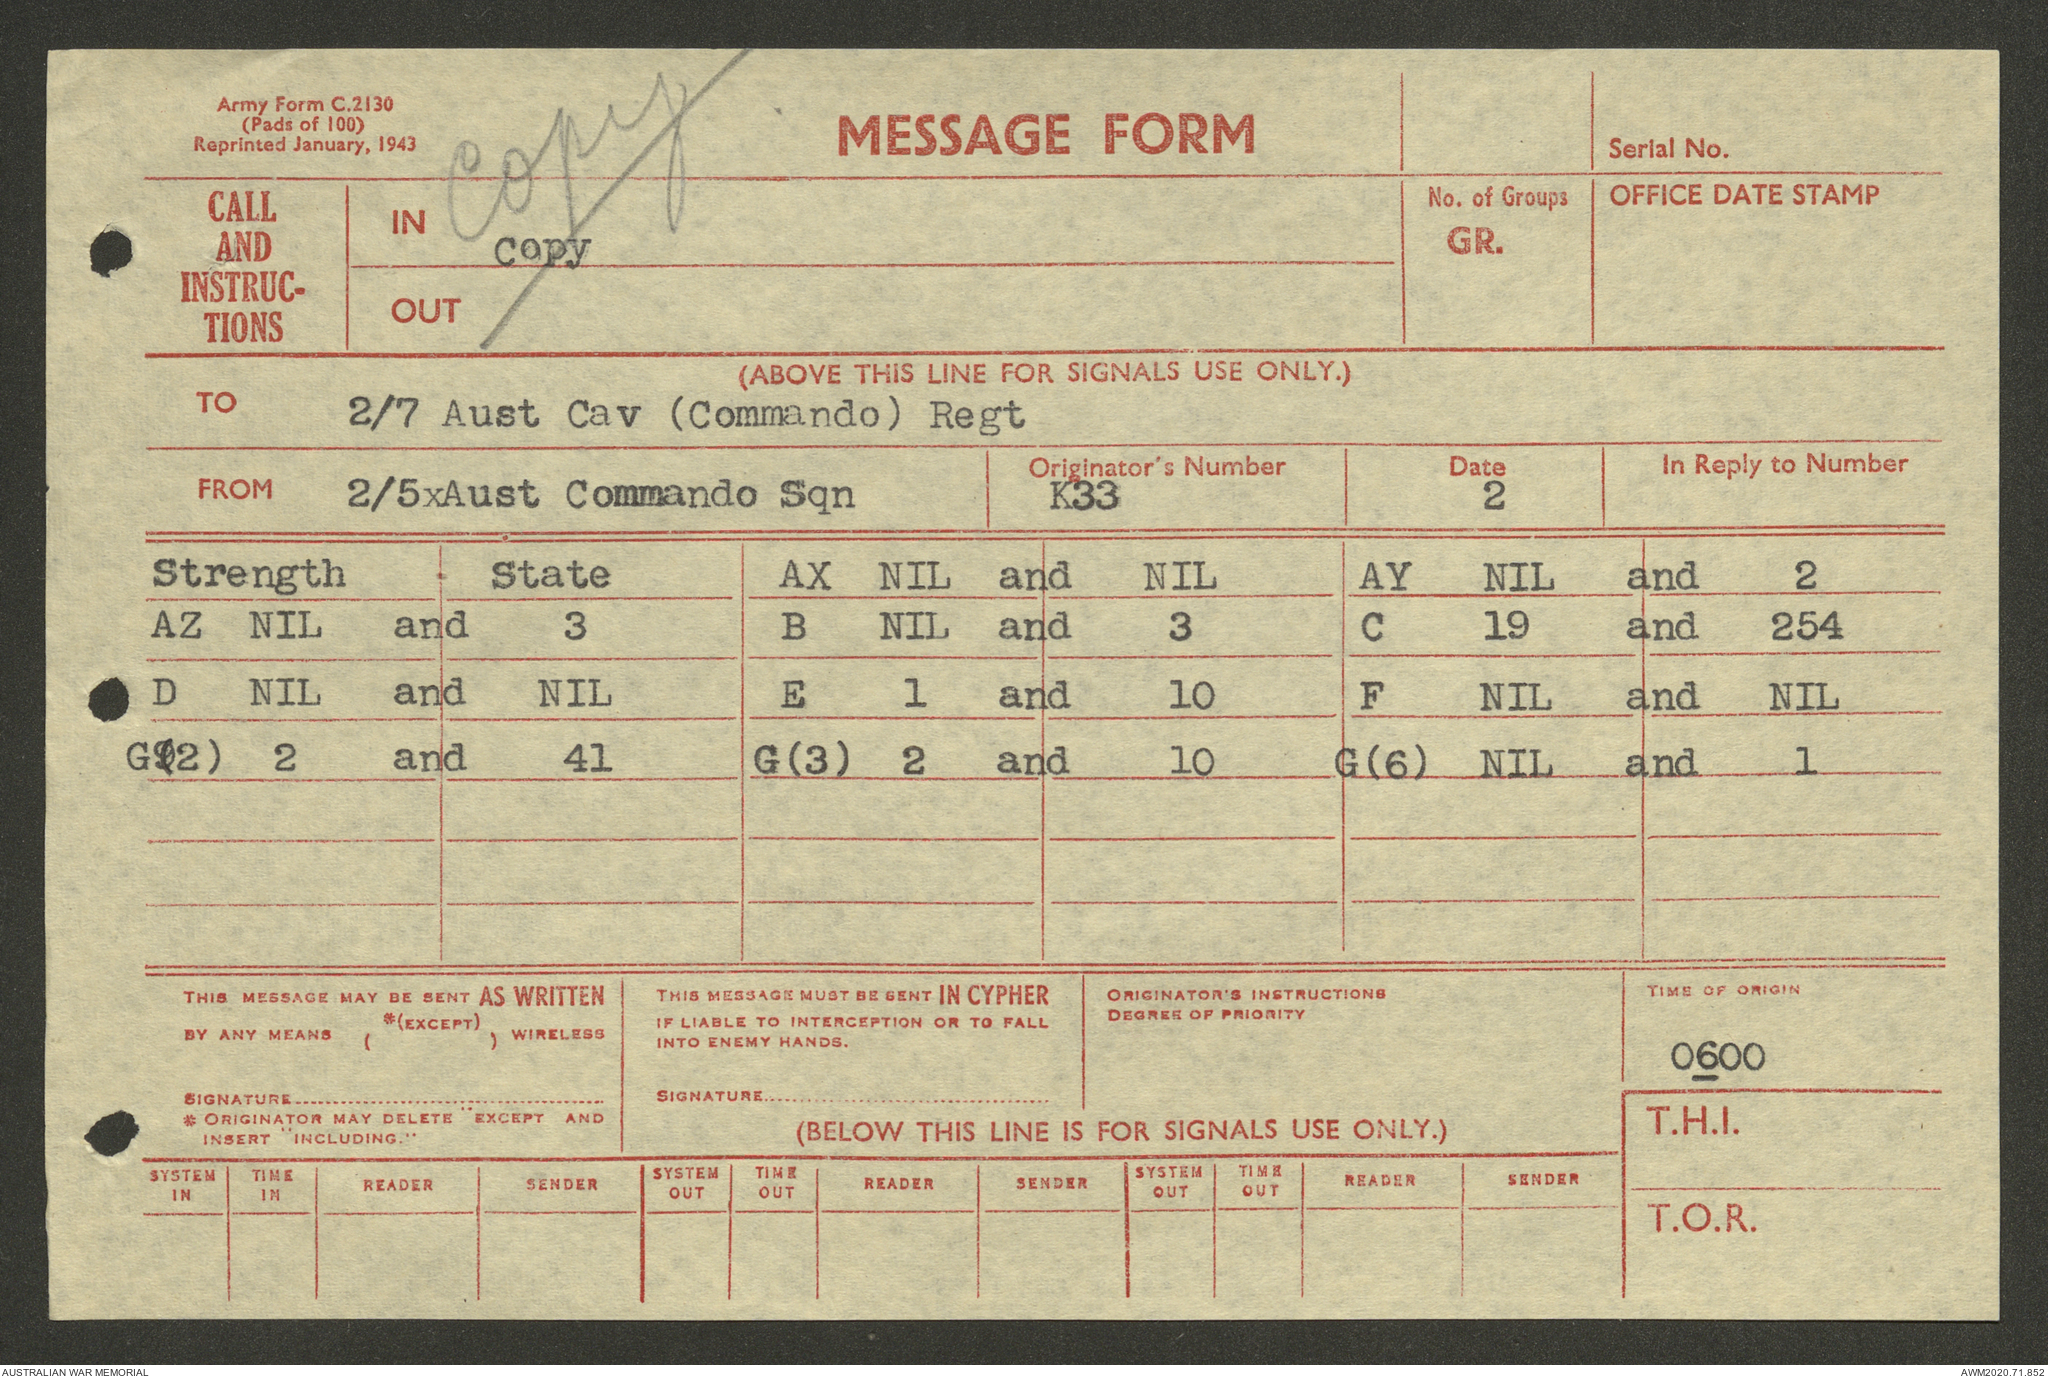 Army Form C.2130
(Pads of 100)
Reprinted January, 1943
Copy
MESSAGE FORM
Serial No.
CALL
AND
INSTRUC-
TIONS
IN
Copy
OUT
No. of Groups
GR.
OFFICE DATE STAMP
(ABOVE THIS LINE FOR SIGNALS USE ONLY.)
TO 2/7 Aust Cav (Commando) Regt
FROM 2/5xAust Commando Sqn
Originator's Number
K33
Date
2
In Reply to Number
Strength State AX NIL and NIL AY NIL and 2
AZ NIL and 3 B NIL and 3 C 19 and 254
D NIL and NIL E 1 and 10 F NIL and NIL
G(2) 2 and 41 G(3) 2 and 10 G(6) NIL and 1
THIS MESSAGE MAY BE SENT AS WRITTEN
BY ANY MEANS ( *(EXCEPT) ) WIRELESS
SIGNATURE
* ORIGINATOR MAY DELETE "EXCEPT AND
INSERT "INCLUDING."
THIS MESSAGE MUST BE SENT IN CYPHER
IF LIABLE TO INTERCEPTION OR TO FALL
INTO ENEMY HANDS.
SIGNATURE
ORIGINATOR'S INSTRUCTIONS
DEGREE OF PRIORITY
TIME OF ORIGIN
0600
(BELOW THIS LINE IS FOR SIGNALS USE ONLY.)
T.H.I.
T.O.R.
SYSTEM IN
TIME IN
READER
SENDER
SYSTEM OUT
TIME OUT
READER
SENDER
SYSTEM OUT
TIME OUT
READER
SENDER
AUSTRALIAN WAR MEMORIAL
AWM2020.71.852